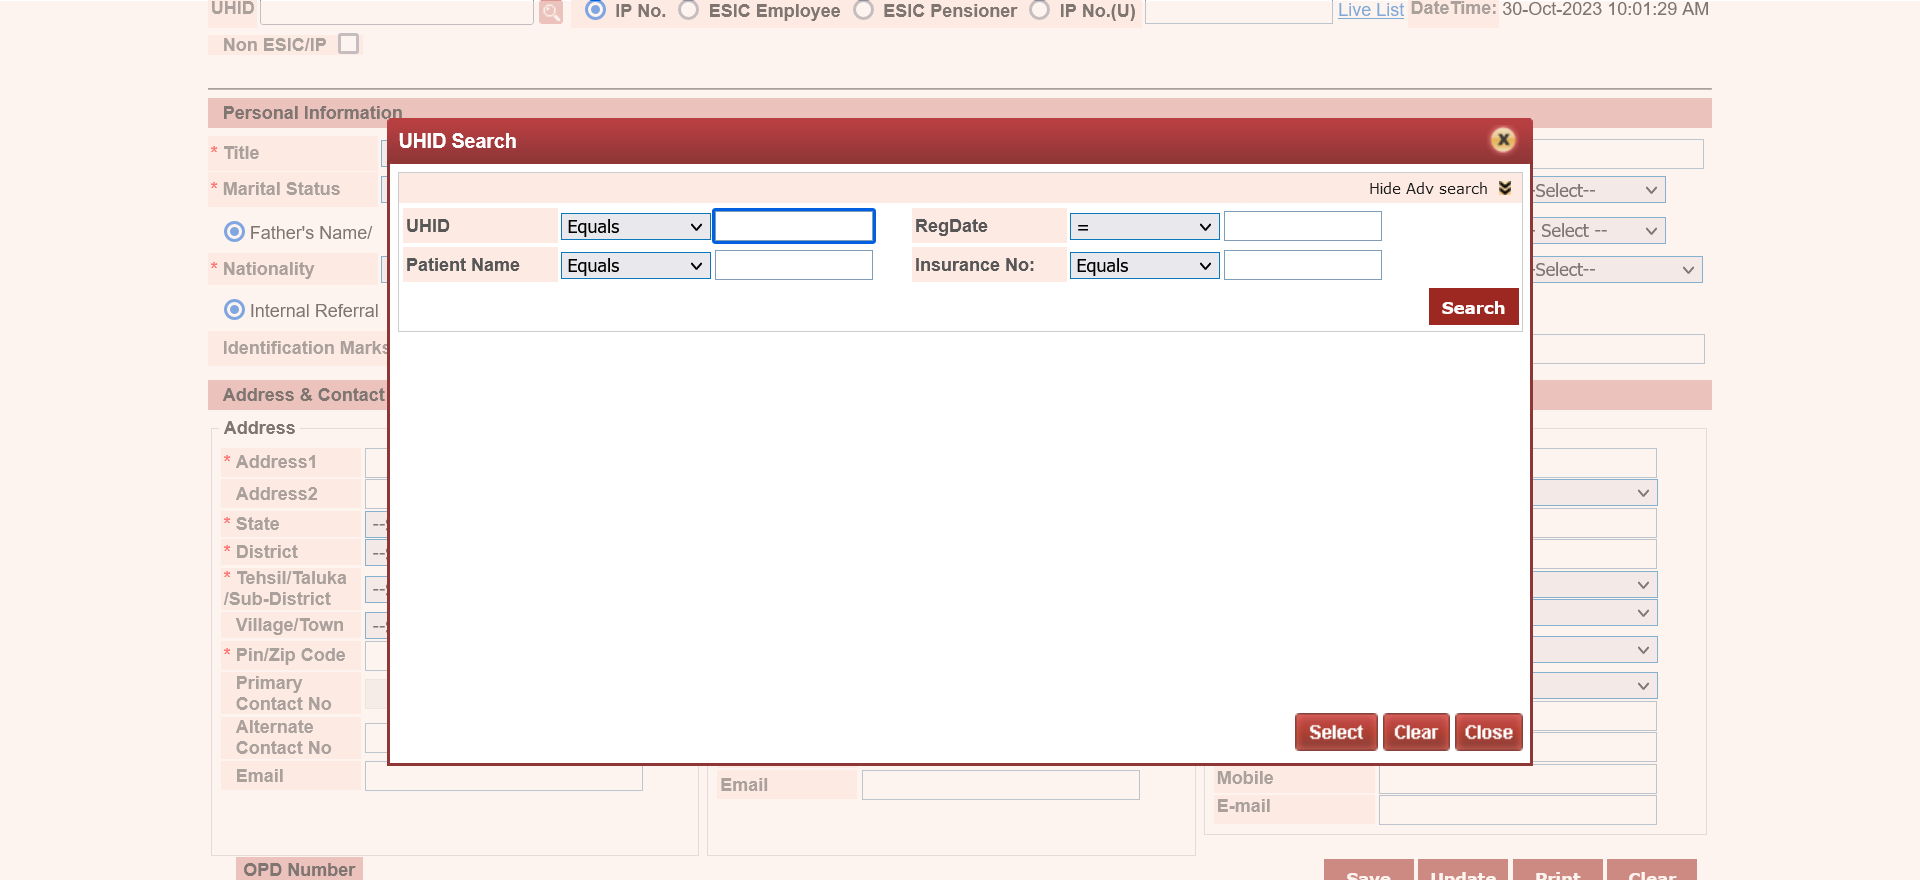 UHID IP No. ESIC Employee ESIC Pensioner IP No.(U) Live List DateTime: 30-Oct-2023 10:01:29 AM
Non ESIC/IP
Personal Information
UHID Search
* Title
Hide Adv search
* Marital Status
-Select--
UHID Equals RegDate =
Father's Name/
- Select --
Patient Name Equals Insurance No: Equals
* Nationality
-Select--
Search
Internal Referral
Identification Marks
Address & Contact
Address
* Address1
Address2
* State
* District
* Tehsil/Taluka
/Sub-District
Village/Town
* Pin/Zip Code
Primary
Contact No
Alternate
Contact No
Select Clear Close
Email
Email
Mobile
E-mail
OPD Number
Save Update Print Clear